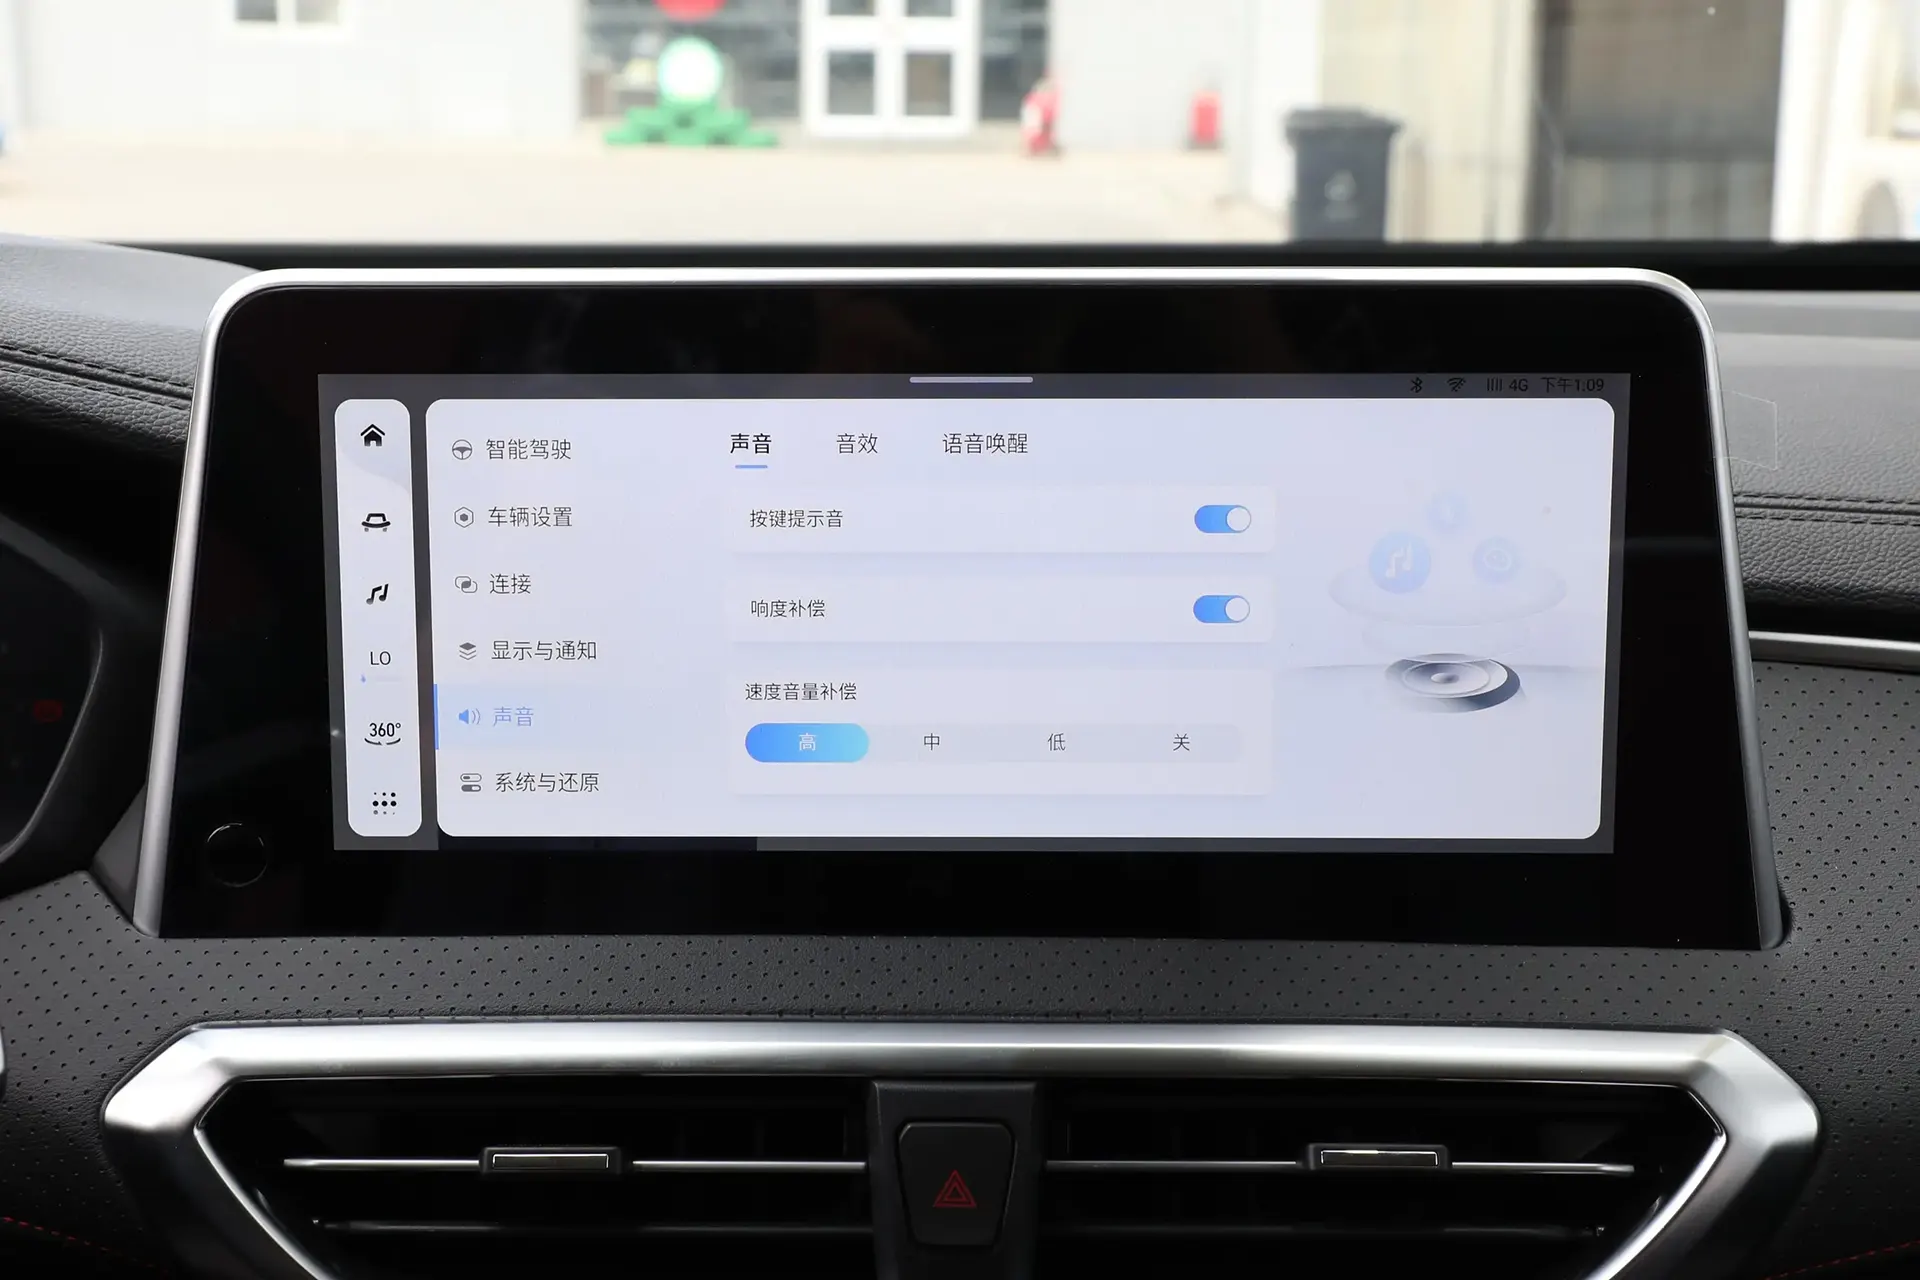 4G 下午1:09
智能驾驶
车辆设置
连接
显示与通知
声音
系统与还原
LO
360°
声音 音效 语音唤醒
按键提示音
响度补偿
速度音量补偿
高 中 低 关